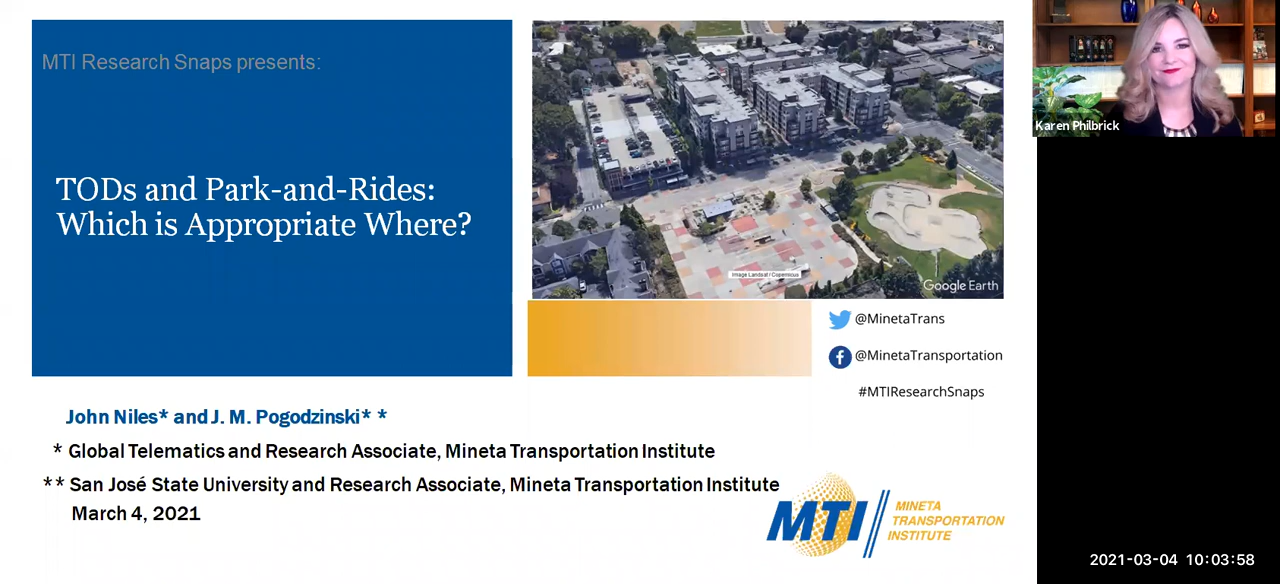 MTI Research Snaps presents:
TODs and Park-and-Rides:
Which is Appropriate Where?
Image Landsat / Copernicus
Google Earth
@MinetaTrans
@MinetaTransportation
#MTIResearchSnaps
John Niles* and J. M. Pogodzinski* *
* Global Telematics and Research Associate, Mineta Transportation Institute
** San José State University and Research Associate, Mineta Transportation Institute
March 4, 2021
MTI
MINETA
TRANSPORTATION
INSTITUTE
Karen Philbrick
2021-03-04 10:03:58